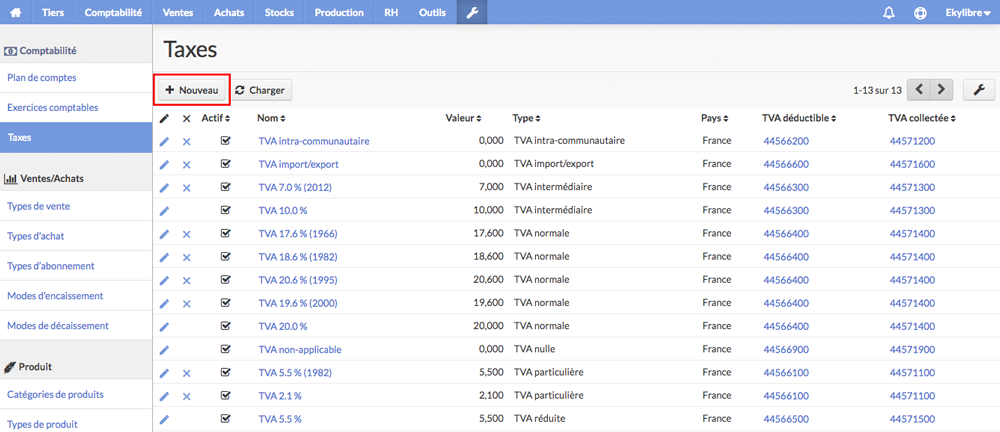 Tiers Comptabilité Ventes Achats Stocks Production RH Outils Ekylibre
Comptabilité
Plan de comptes
Exercices comptables
Taxes
Ventes/Achats
Types de vente
Types d'achat
Types d'abonnement
Modes d'encaissement
Modes de décaissement
Produit
Catégories de produits
Types de produit
Taxes
+ Nouveau Charger 1-13 sur 13
Actif Nom Valeur Type Pays TVA déductible TVA collectée
TVA intra-communautaire 0,000 TVA intra-communautaire France 44566200 44571200
TVA import/export 0,000 TVA import/export France 44566600 44571600
TVA 7.0 % (2012) 7,000 TVA intermédiaire France 44566300 44571300
TVA 10.0 % 10,000 TVA intermédiaire France 44566300 44571300
TVA 17.6 % (1966) 17,600 TVA normale France 44566400 44571400
TVA 18.6 % (1982) 18,600 TVA normale France 44566400 44571400
TVA 20.6 % (1995) 20,600 TVA normale France 44566400 44571400
TVA 19.6 % (2000) 19,600 TVA normale France 44566400 44571400
TVA 20.0 % 20,000 TVA normale France 44566400 44571400
TVA non-applicable 0,000 TVA nulle France 44566900 44571900
TVA 5.5 % (1982) 5,500 TVA particulière France 44566100 44571100
TVA 2.1 % 2,100 TVA particulière France 44566100 44571100
TVA 5.5 % 5,500 TVA réduite France 44566500 44571500